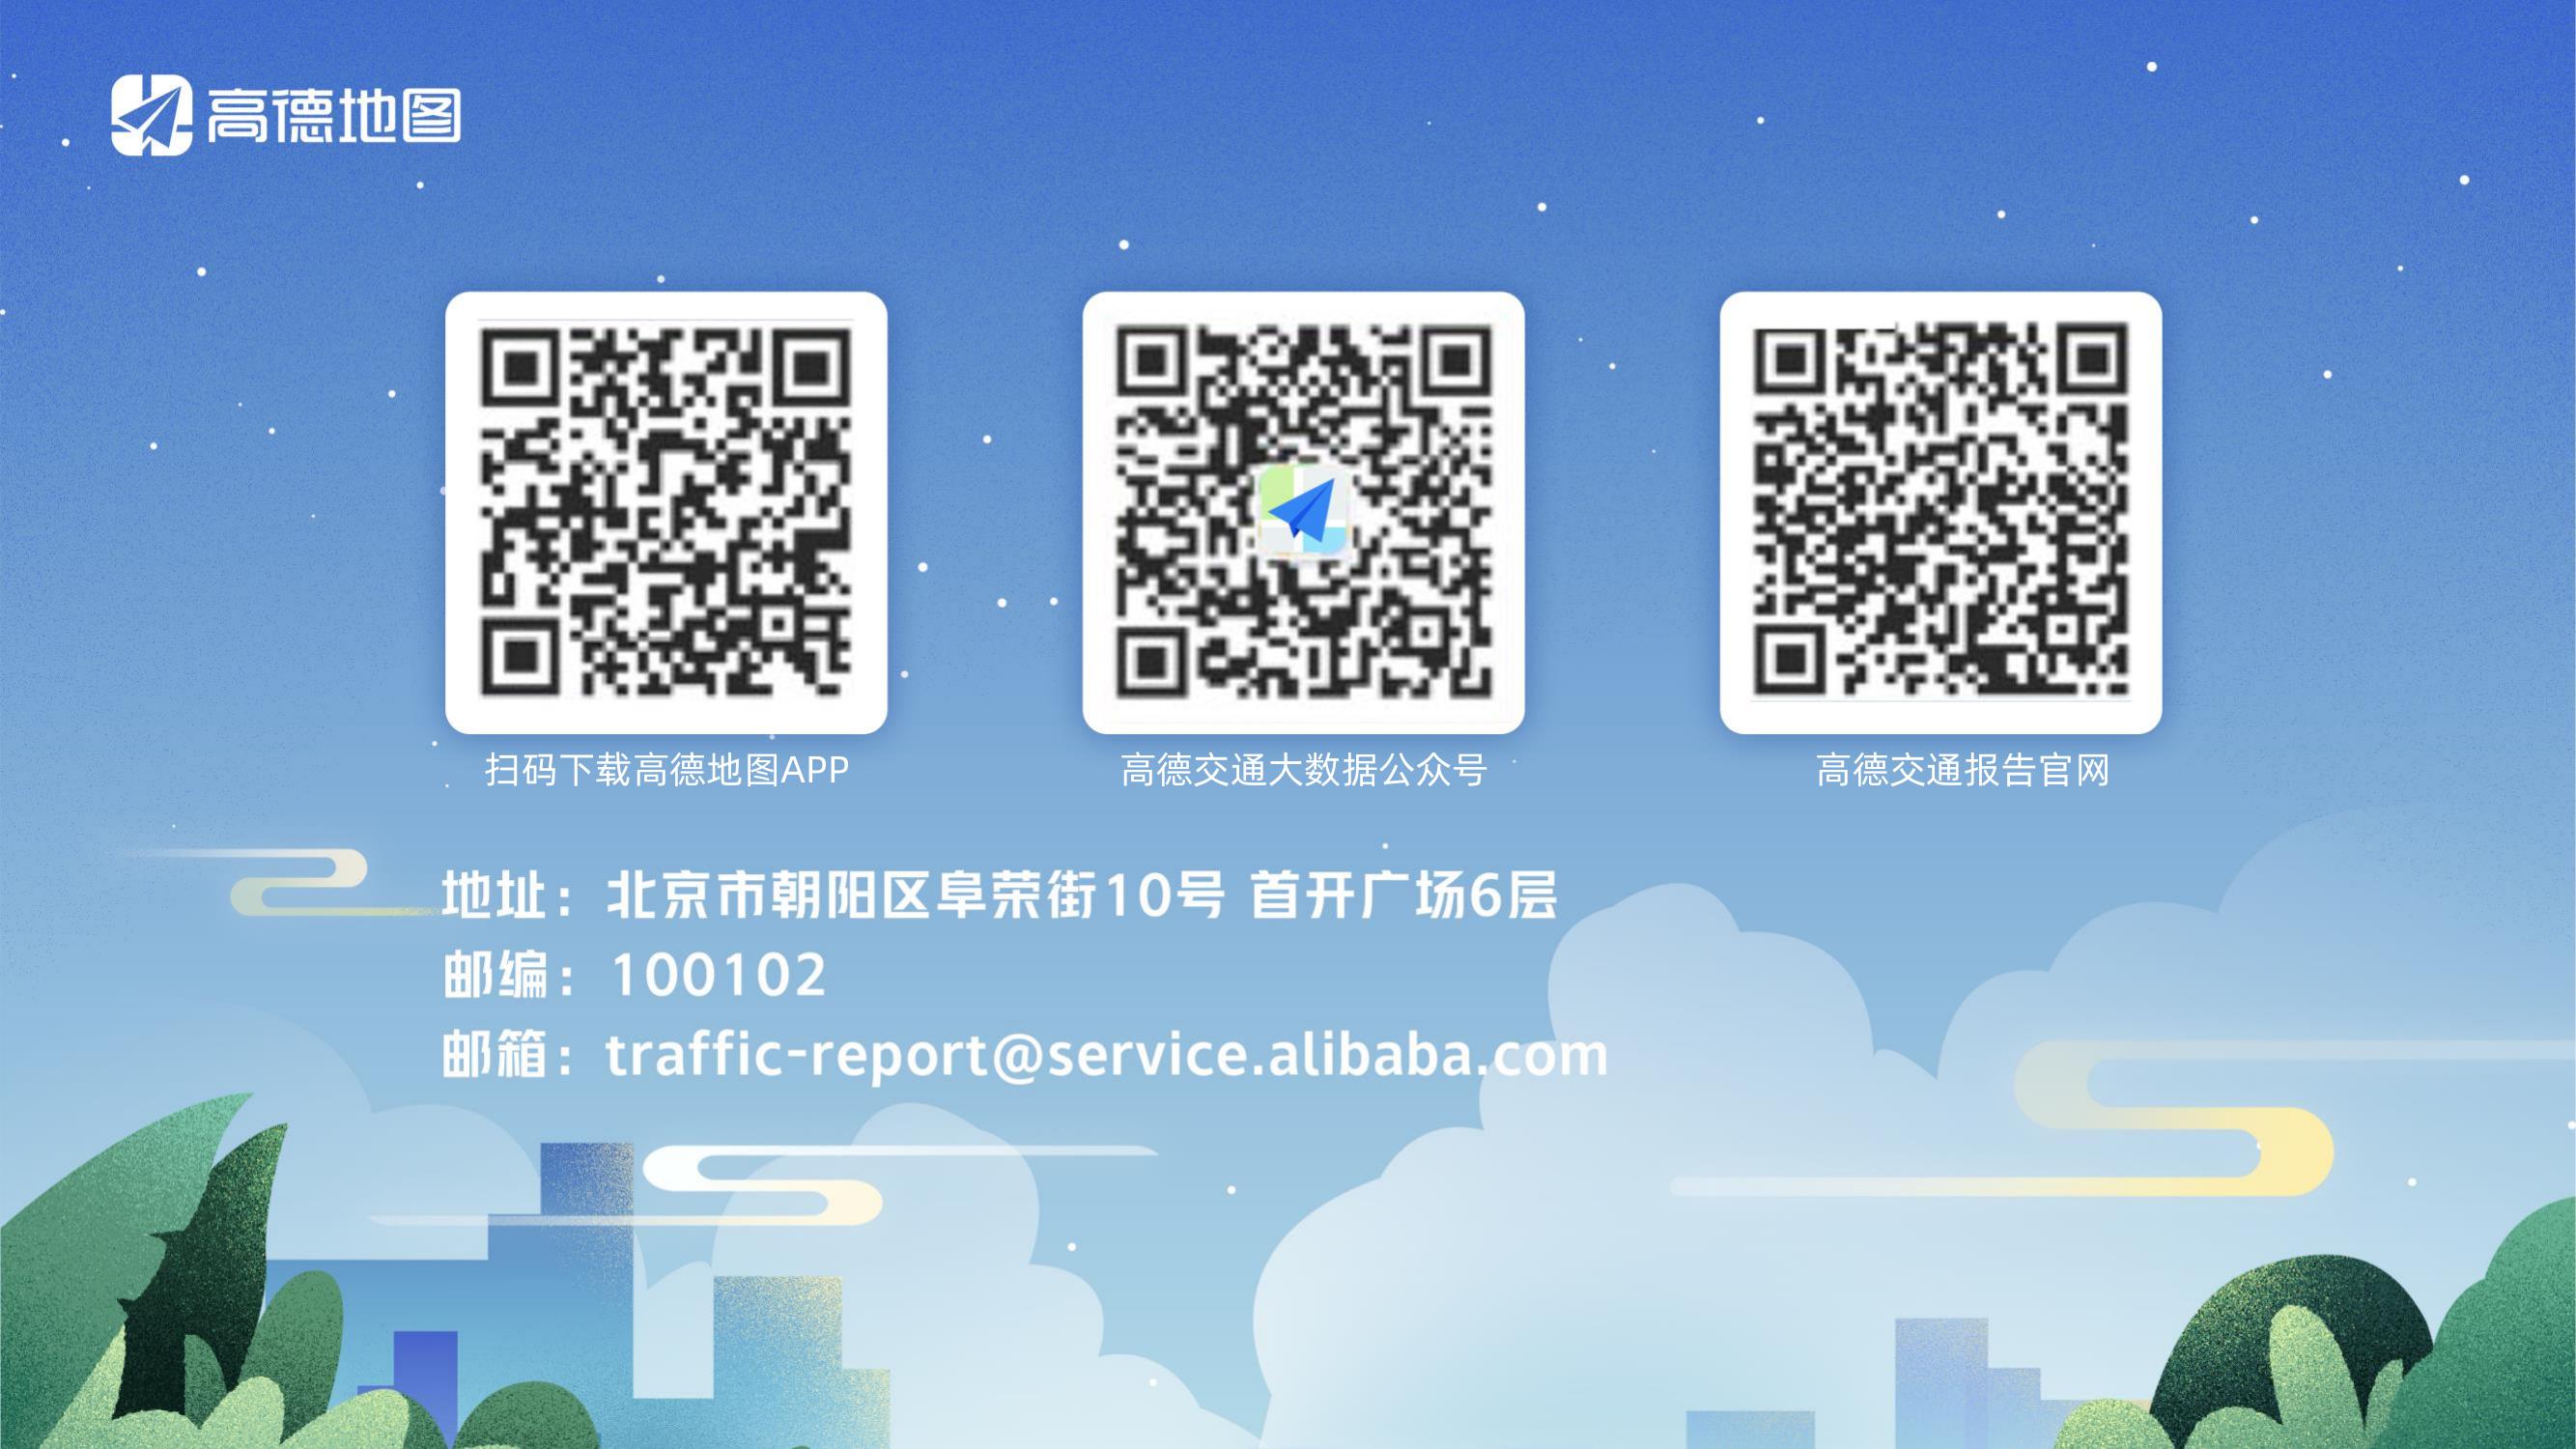 高德地图
扫码下载高德地图APP
高德交通大数据公众号
高德交通报告官网
地址：北京市朝阳区阜荣街10号 首开广场6层
邮编：100102
邮箱：traffic-report@service.alibaba.com